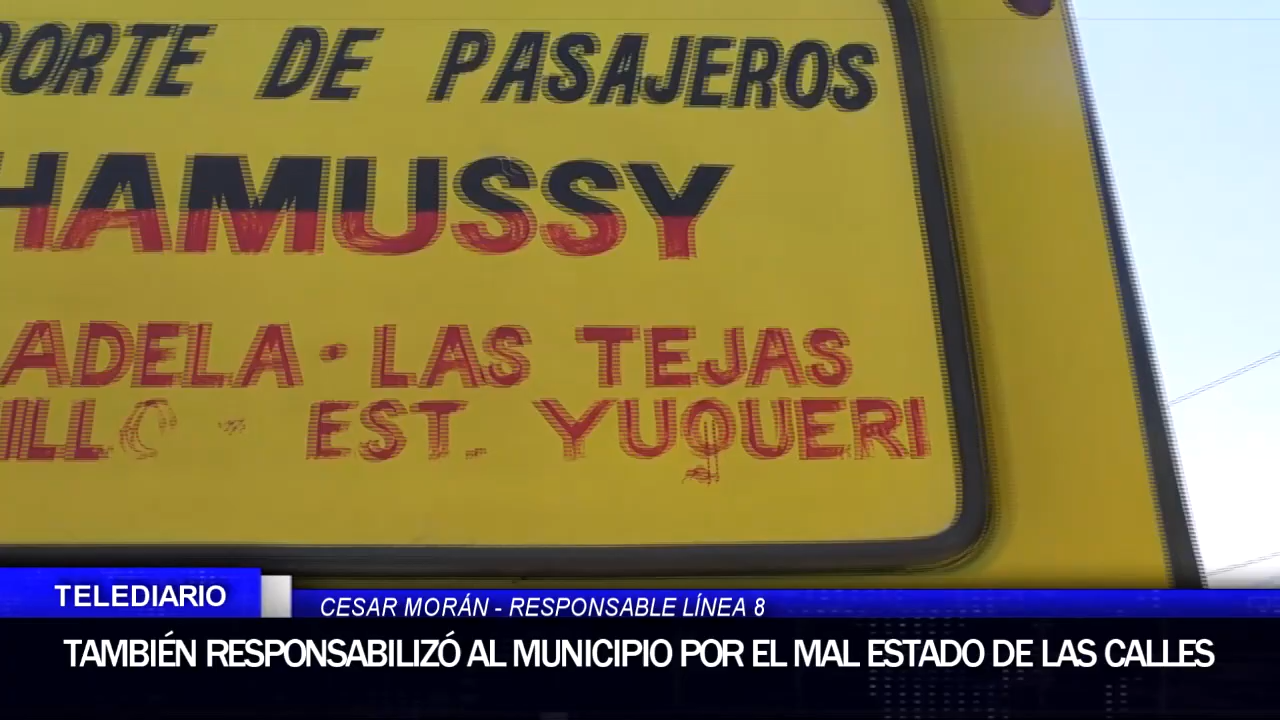 PORTE DE PASAJEROS
HAMUSSY
ADELA · LAS TEJAS
EST. YUQUERI
TELEDIARIO
CESAR MORÁN - RESPONSABLE LÍNEA 8
TAMBIÉN RESPONSABILIZÓ AL MUNICIPIO POR EL MAL ESTADO DE LAS CALLES